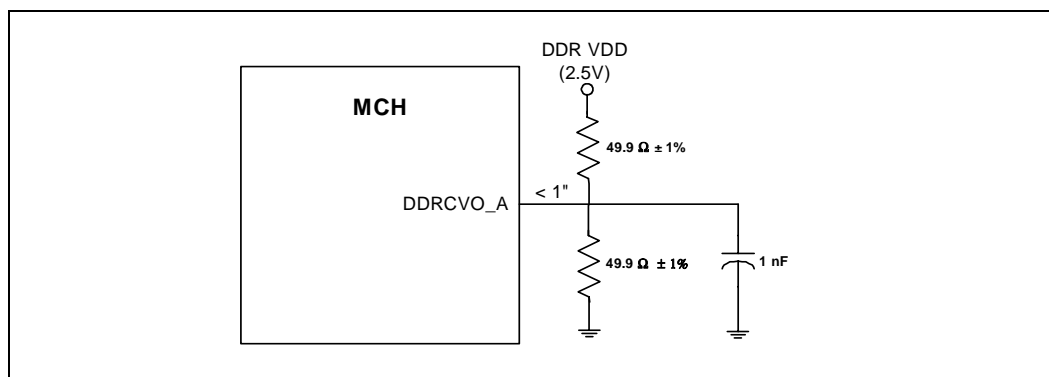 DDR VDD
(2.5V)
MCH
49.9 Ω ± 1%
< 1"
DDRCVO_A
49.9 Ω ± 1%
1 nF